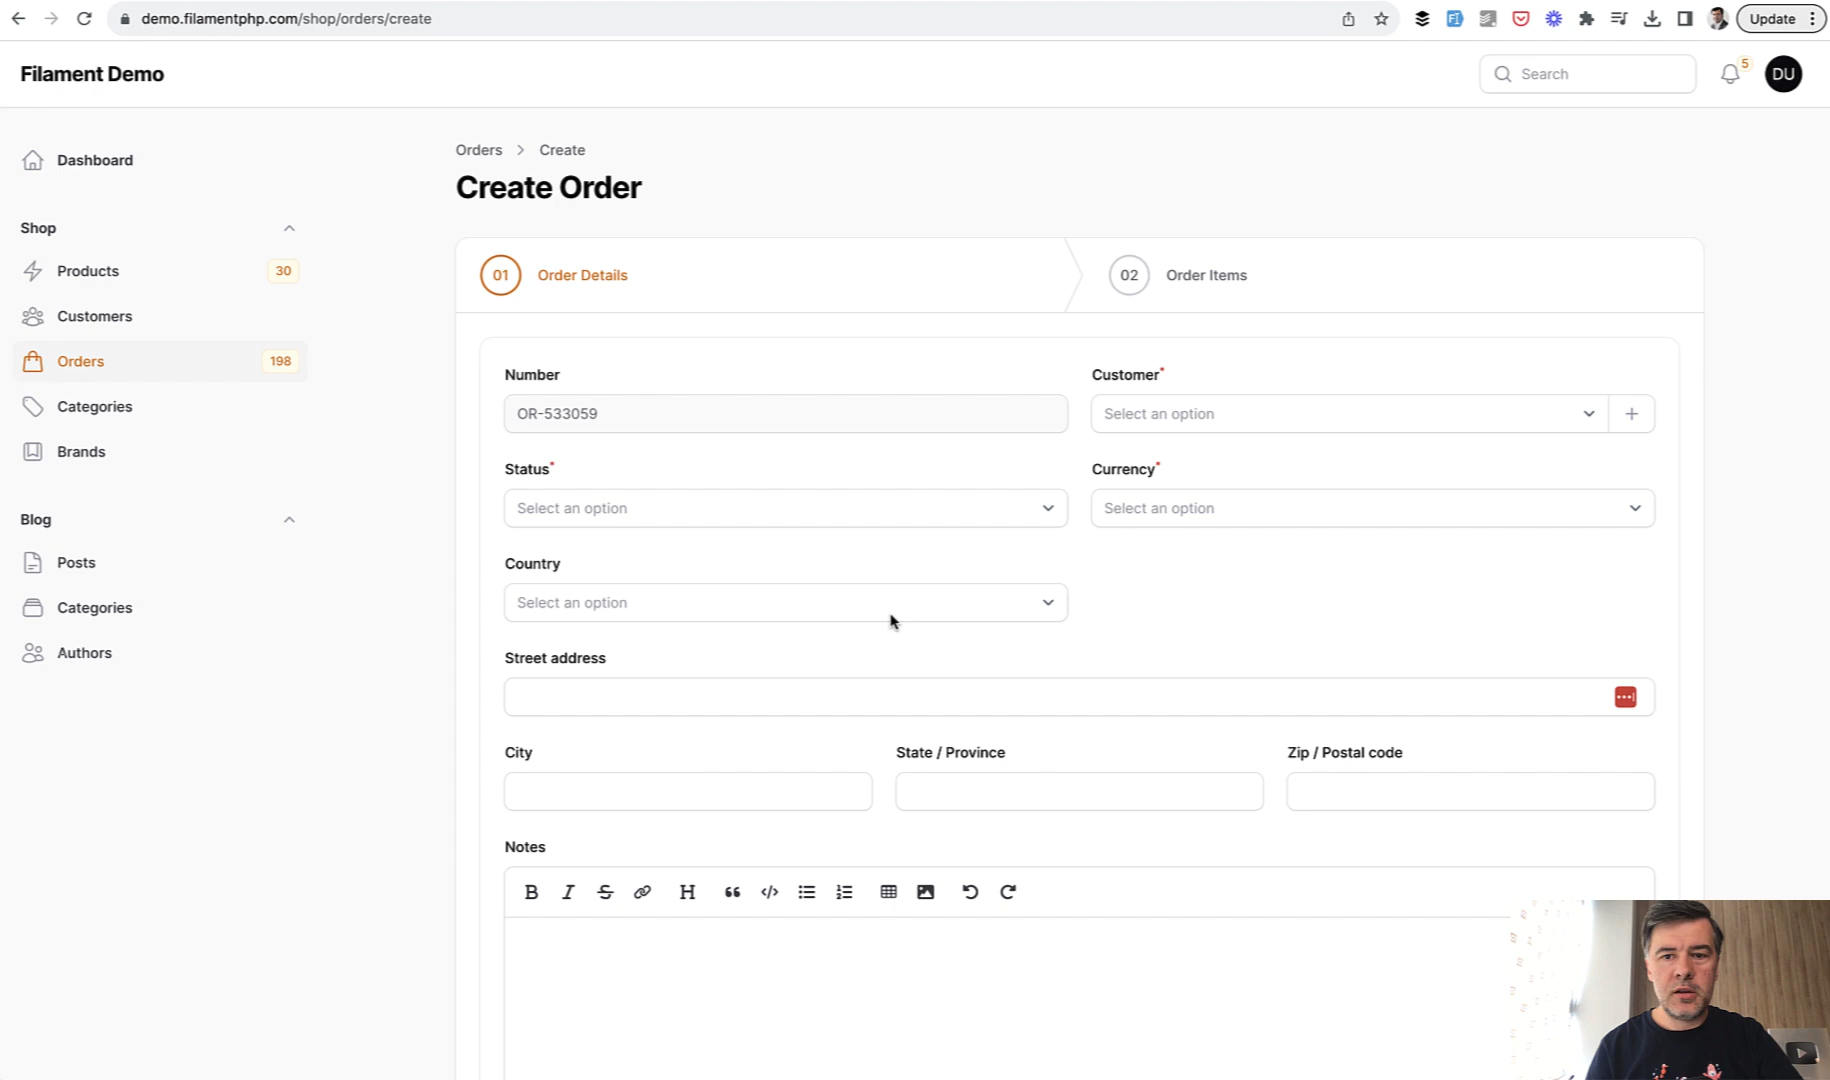 demo.filamentphp.com/shop/orders/create
Update
Filament Demo
Search
5
DU
Dashboard
Shop
Products
30
Customers
Orders
198
Categories
Brands
Blog
Posts
Categories
Authors
Orders > Create
Create Order
01 Order Details
02 Order Items
Number
OR-533059
Customer*
Select an option
Status*
Select an option
Currency*
Select an option
Country
Select an option
Street address
City
State / Province
Zip / Postal code
Notes